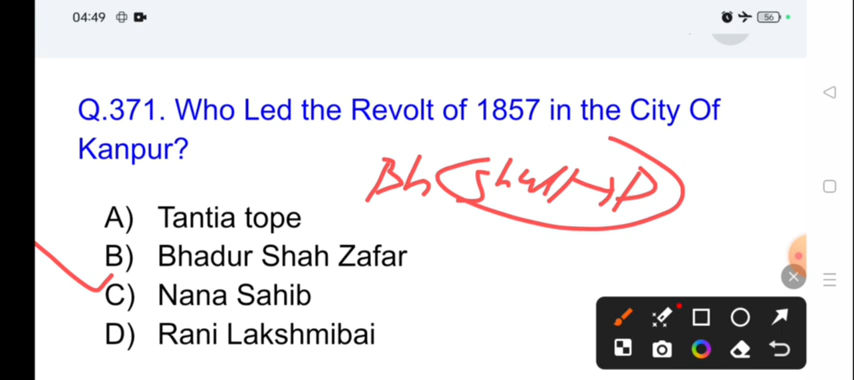 04:49
56
Q.371. Who Led the Revolt of 1857 in the City Of
Kanpur?
A) Tantia tope
B) Bhadur Shah Zafar
C) Nana Sahib
D) Rani Lakshmibai